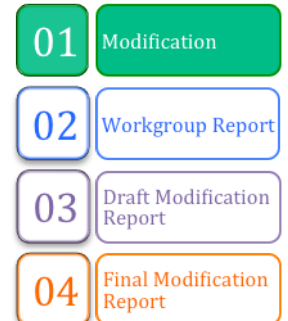 01 Modification
02 Workgroup Report
03 Draft Modification
Report
04 Final Modification
Report